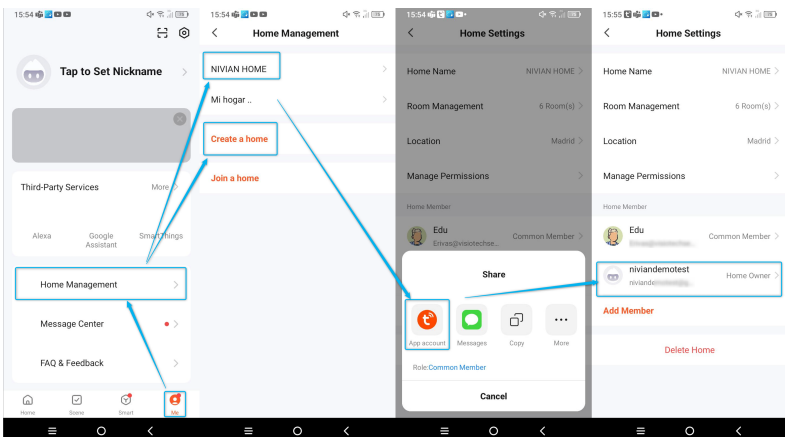 15:54
Tap to Set Nickname
Third-Party Services
More
Alexa
Google Assistant
SmartThings
Home Management
Message Center
FAQ & Feedback
Home
Scene
Smart
Me
15:54
Home Management
NIVIAN HOME
Mi hogar ..
Create a home
Join a home
15:54
Home Settings
Home Name
NIVIAN HOME
Room Management
6 Room(s)
Location
Madrid
Manage Permissions
Home Member
Edu
Erivas@visiotechse...
Common Member
Share
App account
Messages
Copy
More
Role:Common Member
Cancel
15:55
Home Settings
Home Name
NIVIAN HOME
Room Management
6 Room(s)
Location
Madrid
Manage Permissions
Home Member
Edu
Common Member
niviandemotest
niviande
Home Owner
Add Member
Delete Home